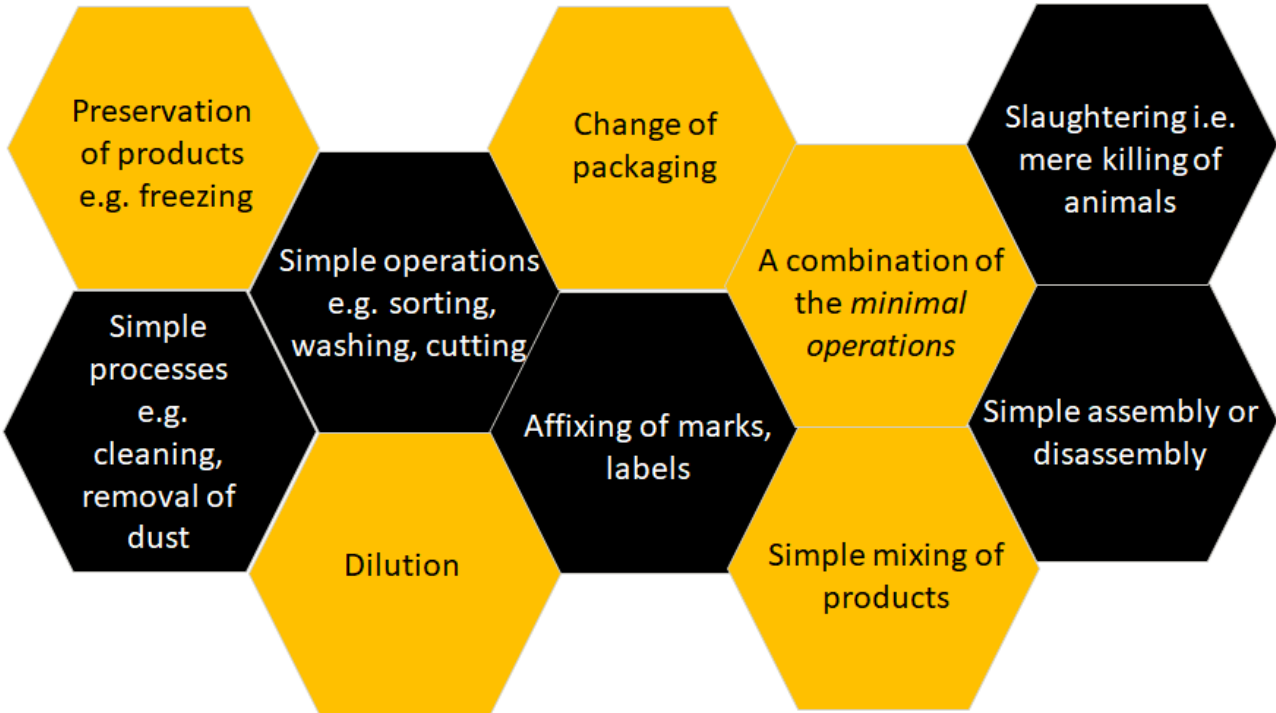 Preservation
of products
e.g. freezing
Simple
processes
e.g.
cleaning,
removal of
dust
Simple operations
e.g. sorting,
washing, cutting
Dilution
Change of
packaging
Affixing of marks,
labels
A combination of
the minimal
operations
Simple mixing of
products
Slaughtering i.e.
mere killing of
animals
Simple assembly or
disassembly